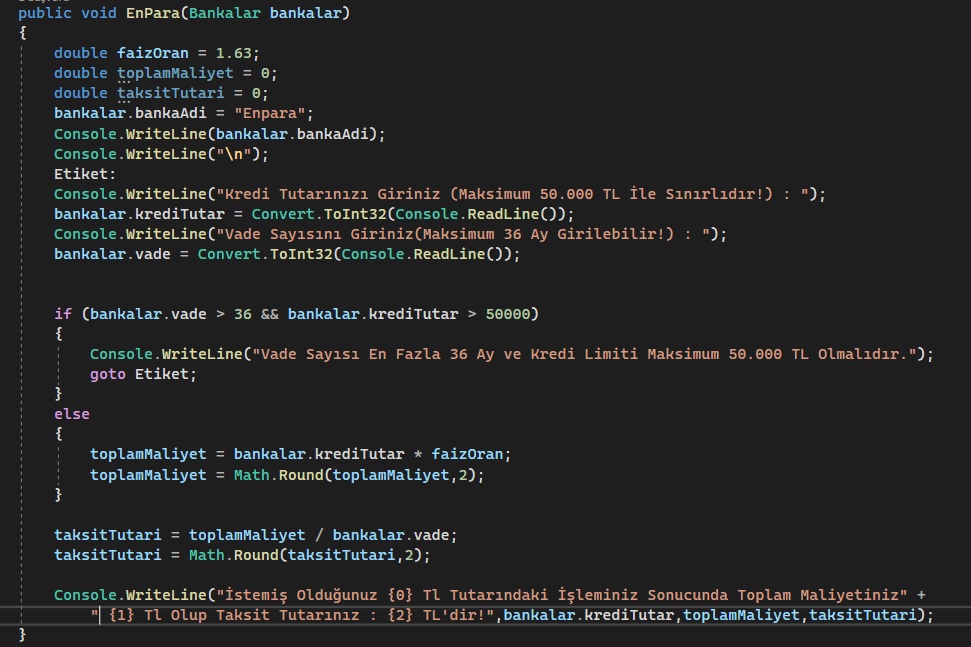 public void EnPara(Bankalar bankalar)
{
    double faizOran = 1.63;
    double toplamMaliyet = 0;
    double taksitTutari = 0;
    bankalar.bankaAdi = "Enpara";
    Console.WriteLine(bankalar.bankaAdi);
    Console.WriteLine("\n");
    Etiket:
    Console.WriteLine("Kredi Tutarınızı Giriniz (Maksimum 50.000 TL İle Sınırlıdır!) : ");
    bankalar.krediTutar = Convert.ToInt32(Console.ReadLine());
    Console.WriteLine("Vade Sayısını Giriniz(Maksimum 36 Ay Girilebilir!) : ");
    bankalar.vade = Convert.ToInt32(Console.ReadLine());
    if (bankalar.vade > 36 && bankalar.krediTutar > 50000)
    {
        Console.WriteLine("Vade Sayısı En Fazla 36 Ay ve Kredi Limiti Maksimum 50.000 TL Olmalıdır.");
        goto Etiket;
    }
    else
    {
        toplamMaliyet = bankalar.krediTutar * faizOran;
        toplamMaliyet = Math.Round(toplamMaliyet,2);
    }
    taksitTutari = toplamMaliyet / bankalar.vade;
    taksitTutari = Math.Round(taksitTutari,2);
    Console.WriteLine("İstemiş Olduğunuz {0} Tl Tutarındaki İşleminiz Sonucunda Toplam Maliyetiniz" +
        " {1} Tl Olup Taksit Tutarınız : {2} TL'dir!",bankalar.krediTutar,toplamMaliyet,taksitTutari);
}